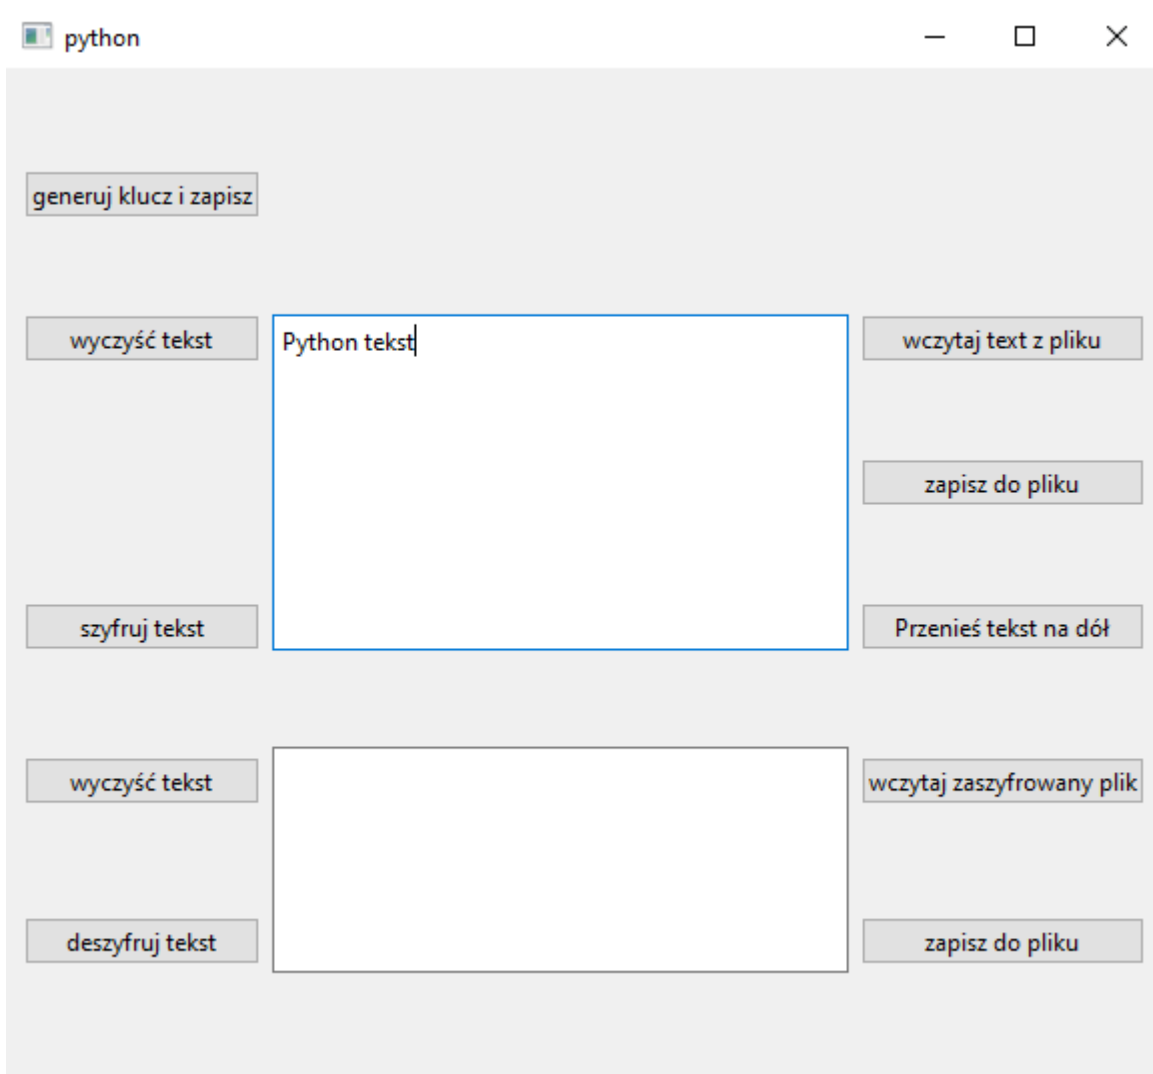 python
generuj klucz i zapisz
wyczyść tekst
Python tekst
wczytaj text z pliku
zapisz do pliku
szyfruj tekst
Przenieś tekst na dół
wyczyść tekst
wczytaj zaszyfrowany plik
deszyfruj tekst
zapisz do pliku